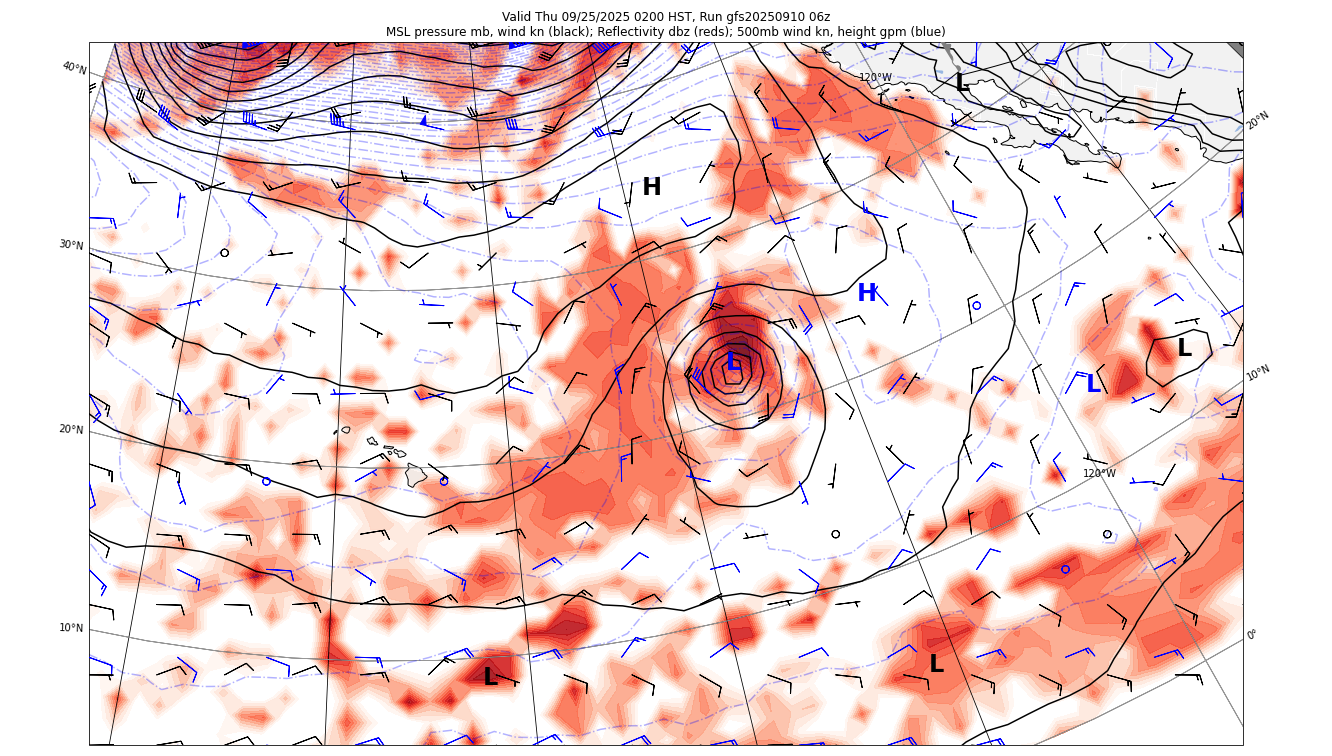 Valid Thu 09/25/2025 0200 HST, Run gfs20250910 06z
MSL pressure mb, wind kn (black); Reflectivity dbz (reds); 500mb wind kn, height gpm (blue)
40°N
120°W
L
20°N
H
30°N
H
L
L
L
10°N
20°N
120°W
10°N
0°
L
L